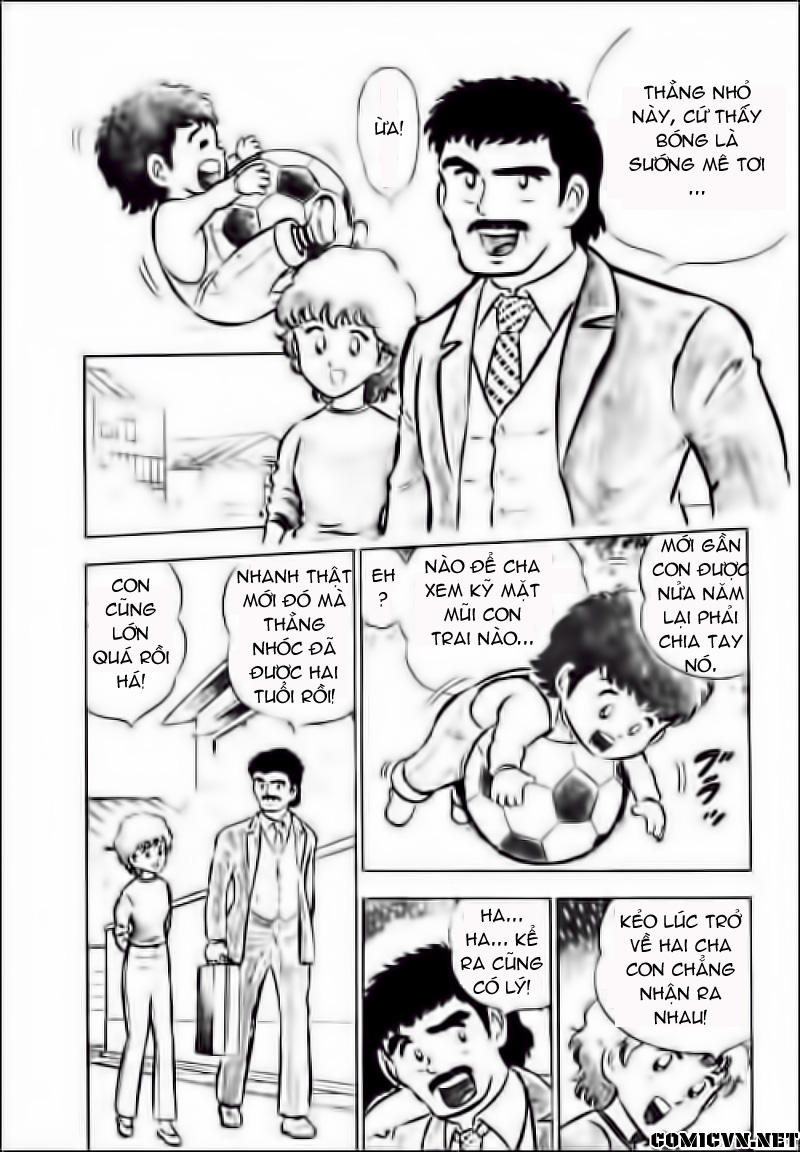 THẰNG NHỎ
NÀY, CỨ THẤY
BÓNG LÀ
SƯỚNG MÊ TƠI
...
ỪA!
MỚI GẦN
CON ĐƯỢC
NỬA NĂM
LẠI PHẢI
CHIA TAY
NÓ.
NÀO ĐỂ CHA
XEM KỸ MẶT
MŨI CON
TRAI NÀO...
EH
?
NHANH THẬT
MỚI ĐÓ MÀ
THẰNG
NHÓC ĐÃ
ĐƯỢC HAI
TUỔI RỒI!
CON
CŨNG
LỚN
QUÁ RỒI
HÁ!
ブラッ
KẺO LÚC TRỞ
VỀ HAI CHA
CON CHẲNG
NHẬN RA
NHAU!
HA...
HA... KỂ
RA CŨNG
CÓ LÝ!
COMICVN.NET